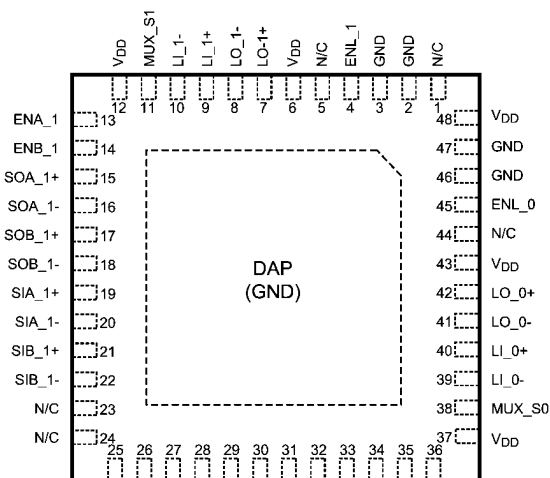 VDD
MUX_S1
LI_1-
LI_1+
LO_1-
LO-1+
VDD
N/C
ENL_1
GND
GND
N/C
12 11 10 9 8 7 6 5 4 3 2 1
ENA_1 13
ENB_1 14
SOA_1+ 15
SOA_1- 16
SOB_1+ 17
SOB_1- 18
SIA_1+ 19
SIA_1- 20
SIB_1+ 21
SIB_1- 22
N/C 23
N/C 24
DAP
(GND)
48 VDD
47 GND
46 GND
45 ENL_0
44 N/C
43 VDD
42 LO_0+
41 LO_0-
40 LI_0+
39 LI_0-
38 MUX_S0
37 VDD
25 26 27 28 29 30 31 32 33 34 35 36